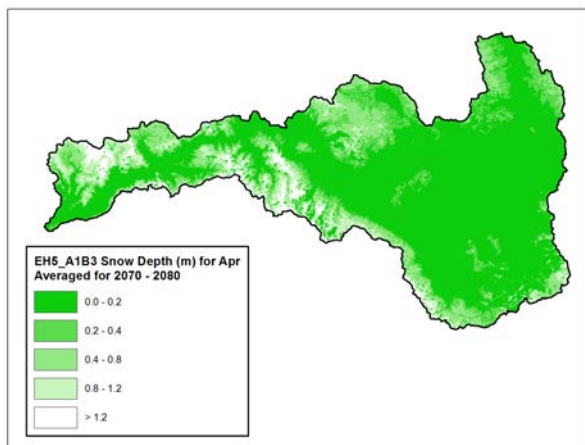 EH5_A1B3 Snow Depth (m) for Apr
Averaged for 2070 - 2080
0.0 - 0.2
0.2 - 0.4
0.4 - 0.8
0.8 - 1.2
> 1.2